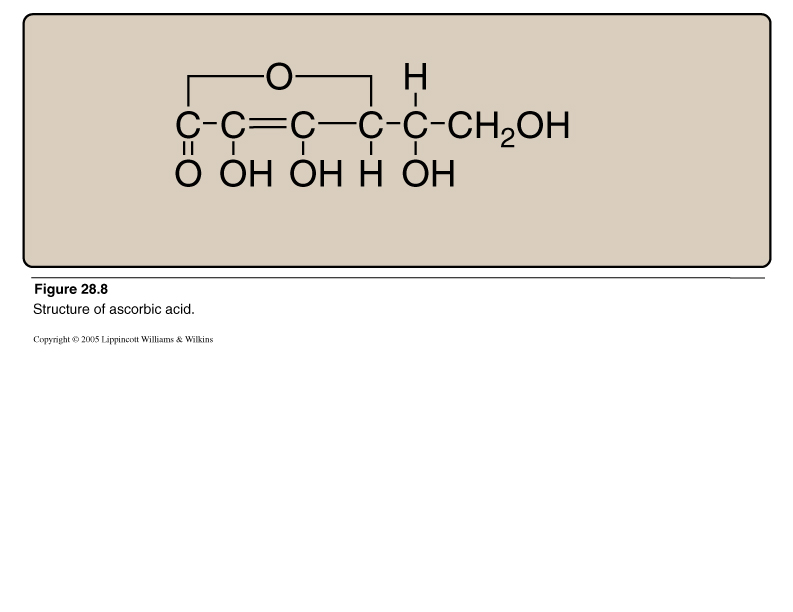 O H
C C C C C CH2OH
O OH OH H OH
Figure 28.8
Structure of ascorbic acid.
Copyright © 2005 Lippincott Williams & Wilkins